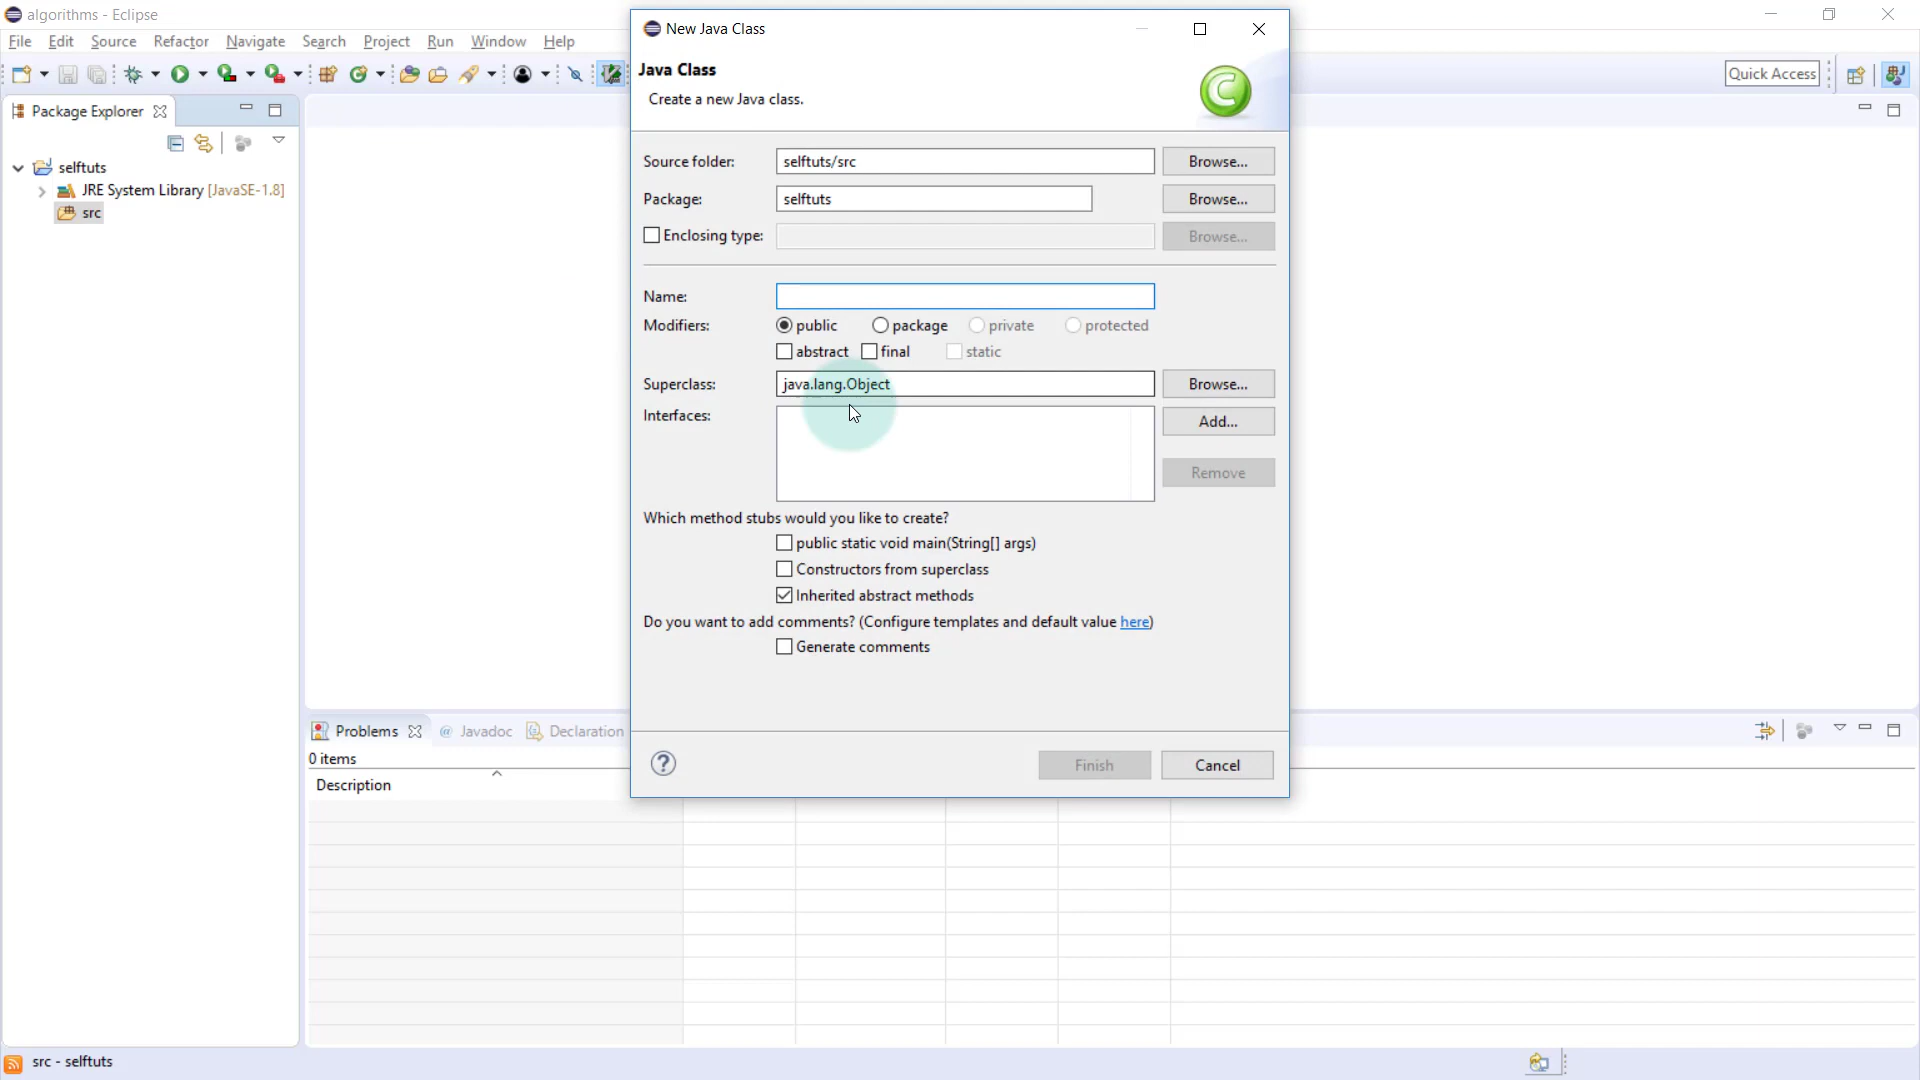 algorithms - Eclipse
File Edit Source Refactor Navigate Search Project Run Window Help
Quick Access
Package Explorer
selftuts
JRE System Library [JavaSE-1.8]
src
New Java Class
Java Class
Create a new Java class.
Source folder: selftuts/src Browse...
Package: selftuts Browse...
Enclosing type: Browse...
Name:
Modifiers: public package private protected
abstract final static
Superclass: java.lang.Object Browse...
Interfaces: Add...
Remove
Which method stubs would you like to create?
public static void main(String[] args)
Constructors from superclass
Inherited abstract methods
Do you want to add comments? (Configure templates and default value here)
Generate comments
Finish Cancel
Problems @ Javadoc Declaration
0 items
Description
src - selftuts